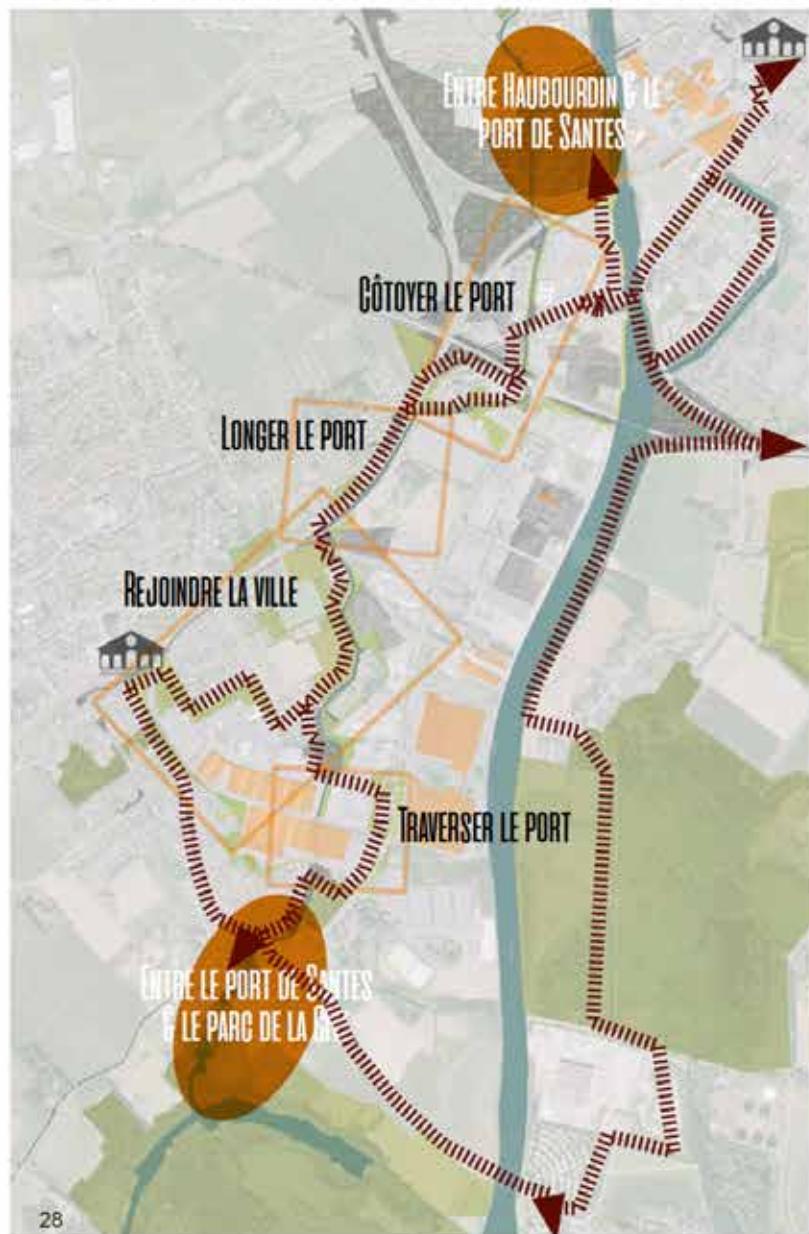 Entre Haubourdin & le
port de Santes
Côtoyer le port
Longer le port
Rejoindre la ville
Traverser le port
Entre le port de Santes
& le parc de la
28